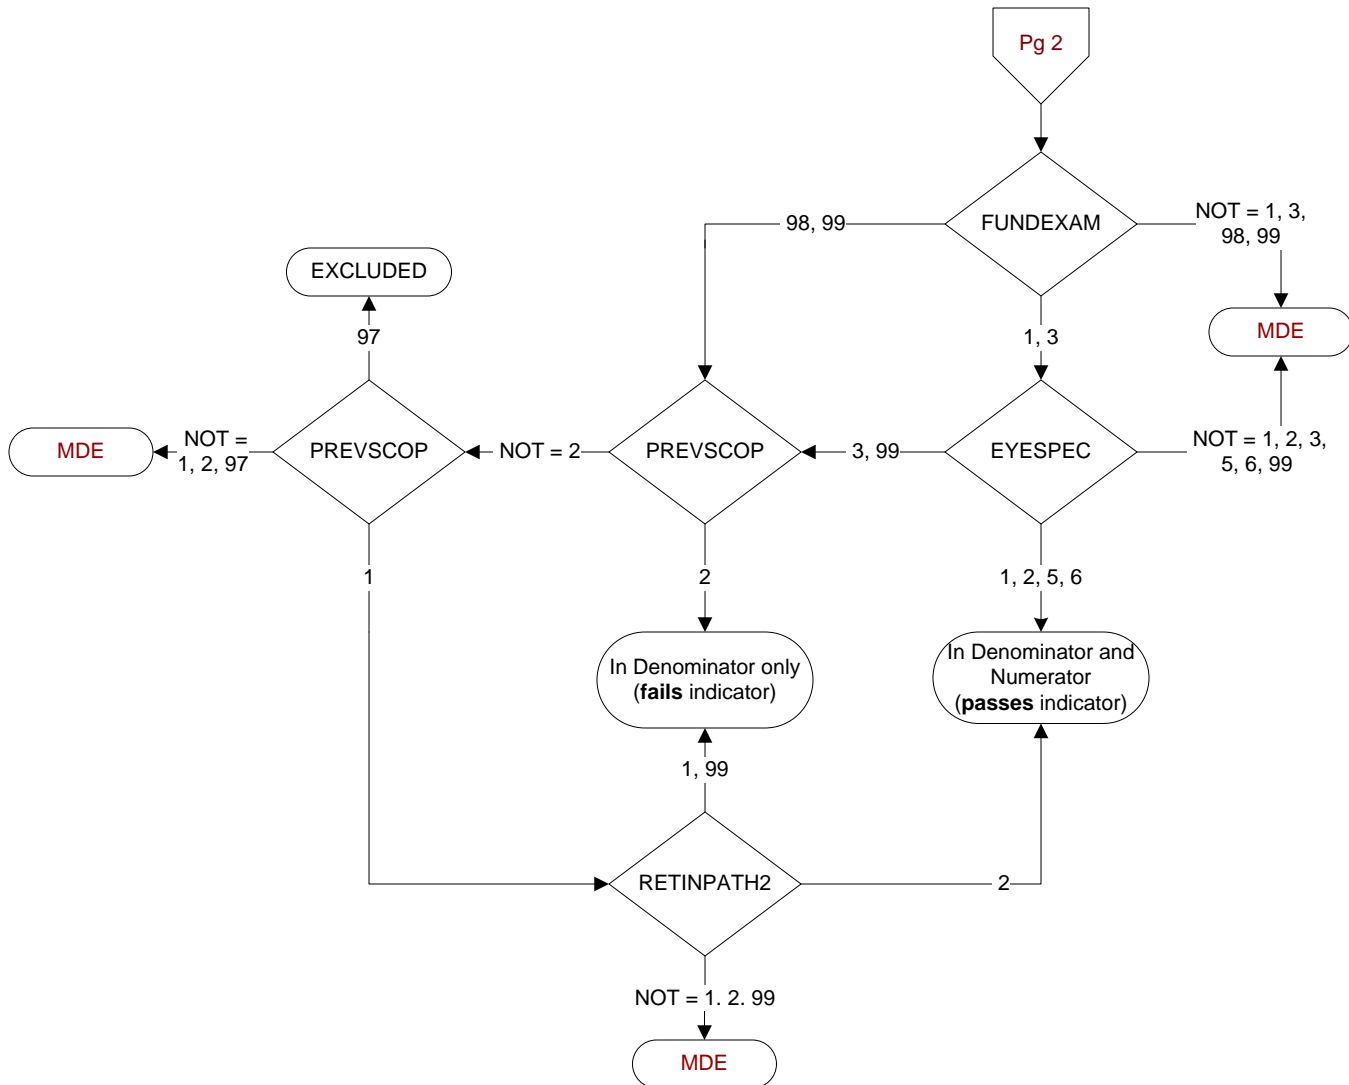 Pg 2
FUNDEXAM
98, 99
NOT = 1, 3,
98, 99
EXCLUDED
MDE
97
1, 3
MDE
NOT =
1, 2, 97
PREVSCOP
NOT = 2
PREVSCOP
3, 99
EYESPEC
NOT = 1, 2, 3,
5, 6, 99
1
2
1, 2, 5, 6
In Denominator only
(fails indicator)
In Denominator and
Numerator
(passes indicator)
1, 99
RETINPATH2
2
NOT = 1. 2. 99
MDE